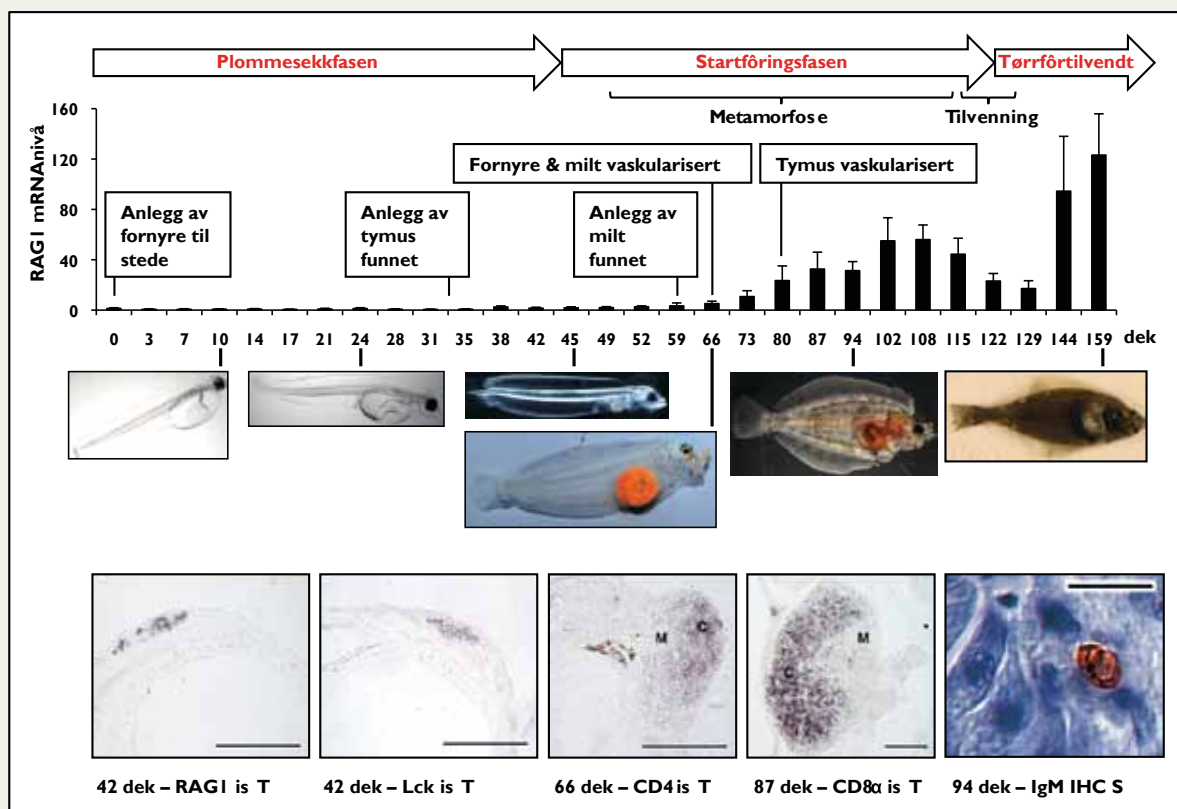 Plommesekkfasen
Startfôringsfasen
Tørrfôrtilvendt
Metamorfose
Tilvenning
RAG1 mRNAnivå
160
120
80
40
0
Fornyre & milt vaskularisert
Tymus vaskularisert
Anlegg av
fornyre til
stede
Anlegg av
tymus
funnet
Anlegg av
milt
funnet
0 3 7 10 14 17 21 24 28 31 35 38 42 45 49 52 59 66 73 80 87 94 102 108 115 122 129 144 159 dek
M C
C M
42 dek – RAG1 is T
42 dek – Lck is T
66 dek – CD4 is T
87 dek – CD8α is T
94 dek – IgM IHC S